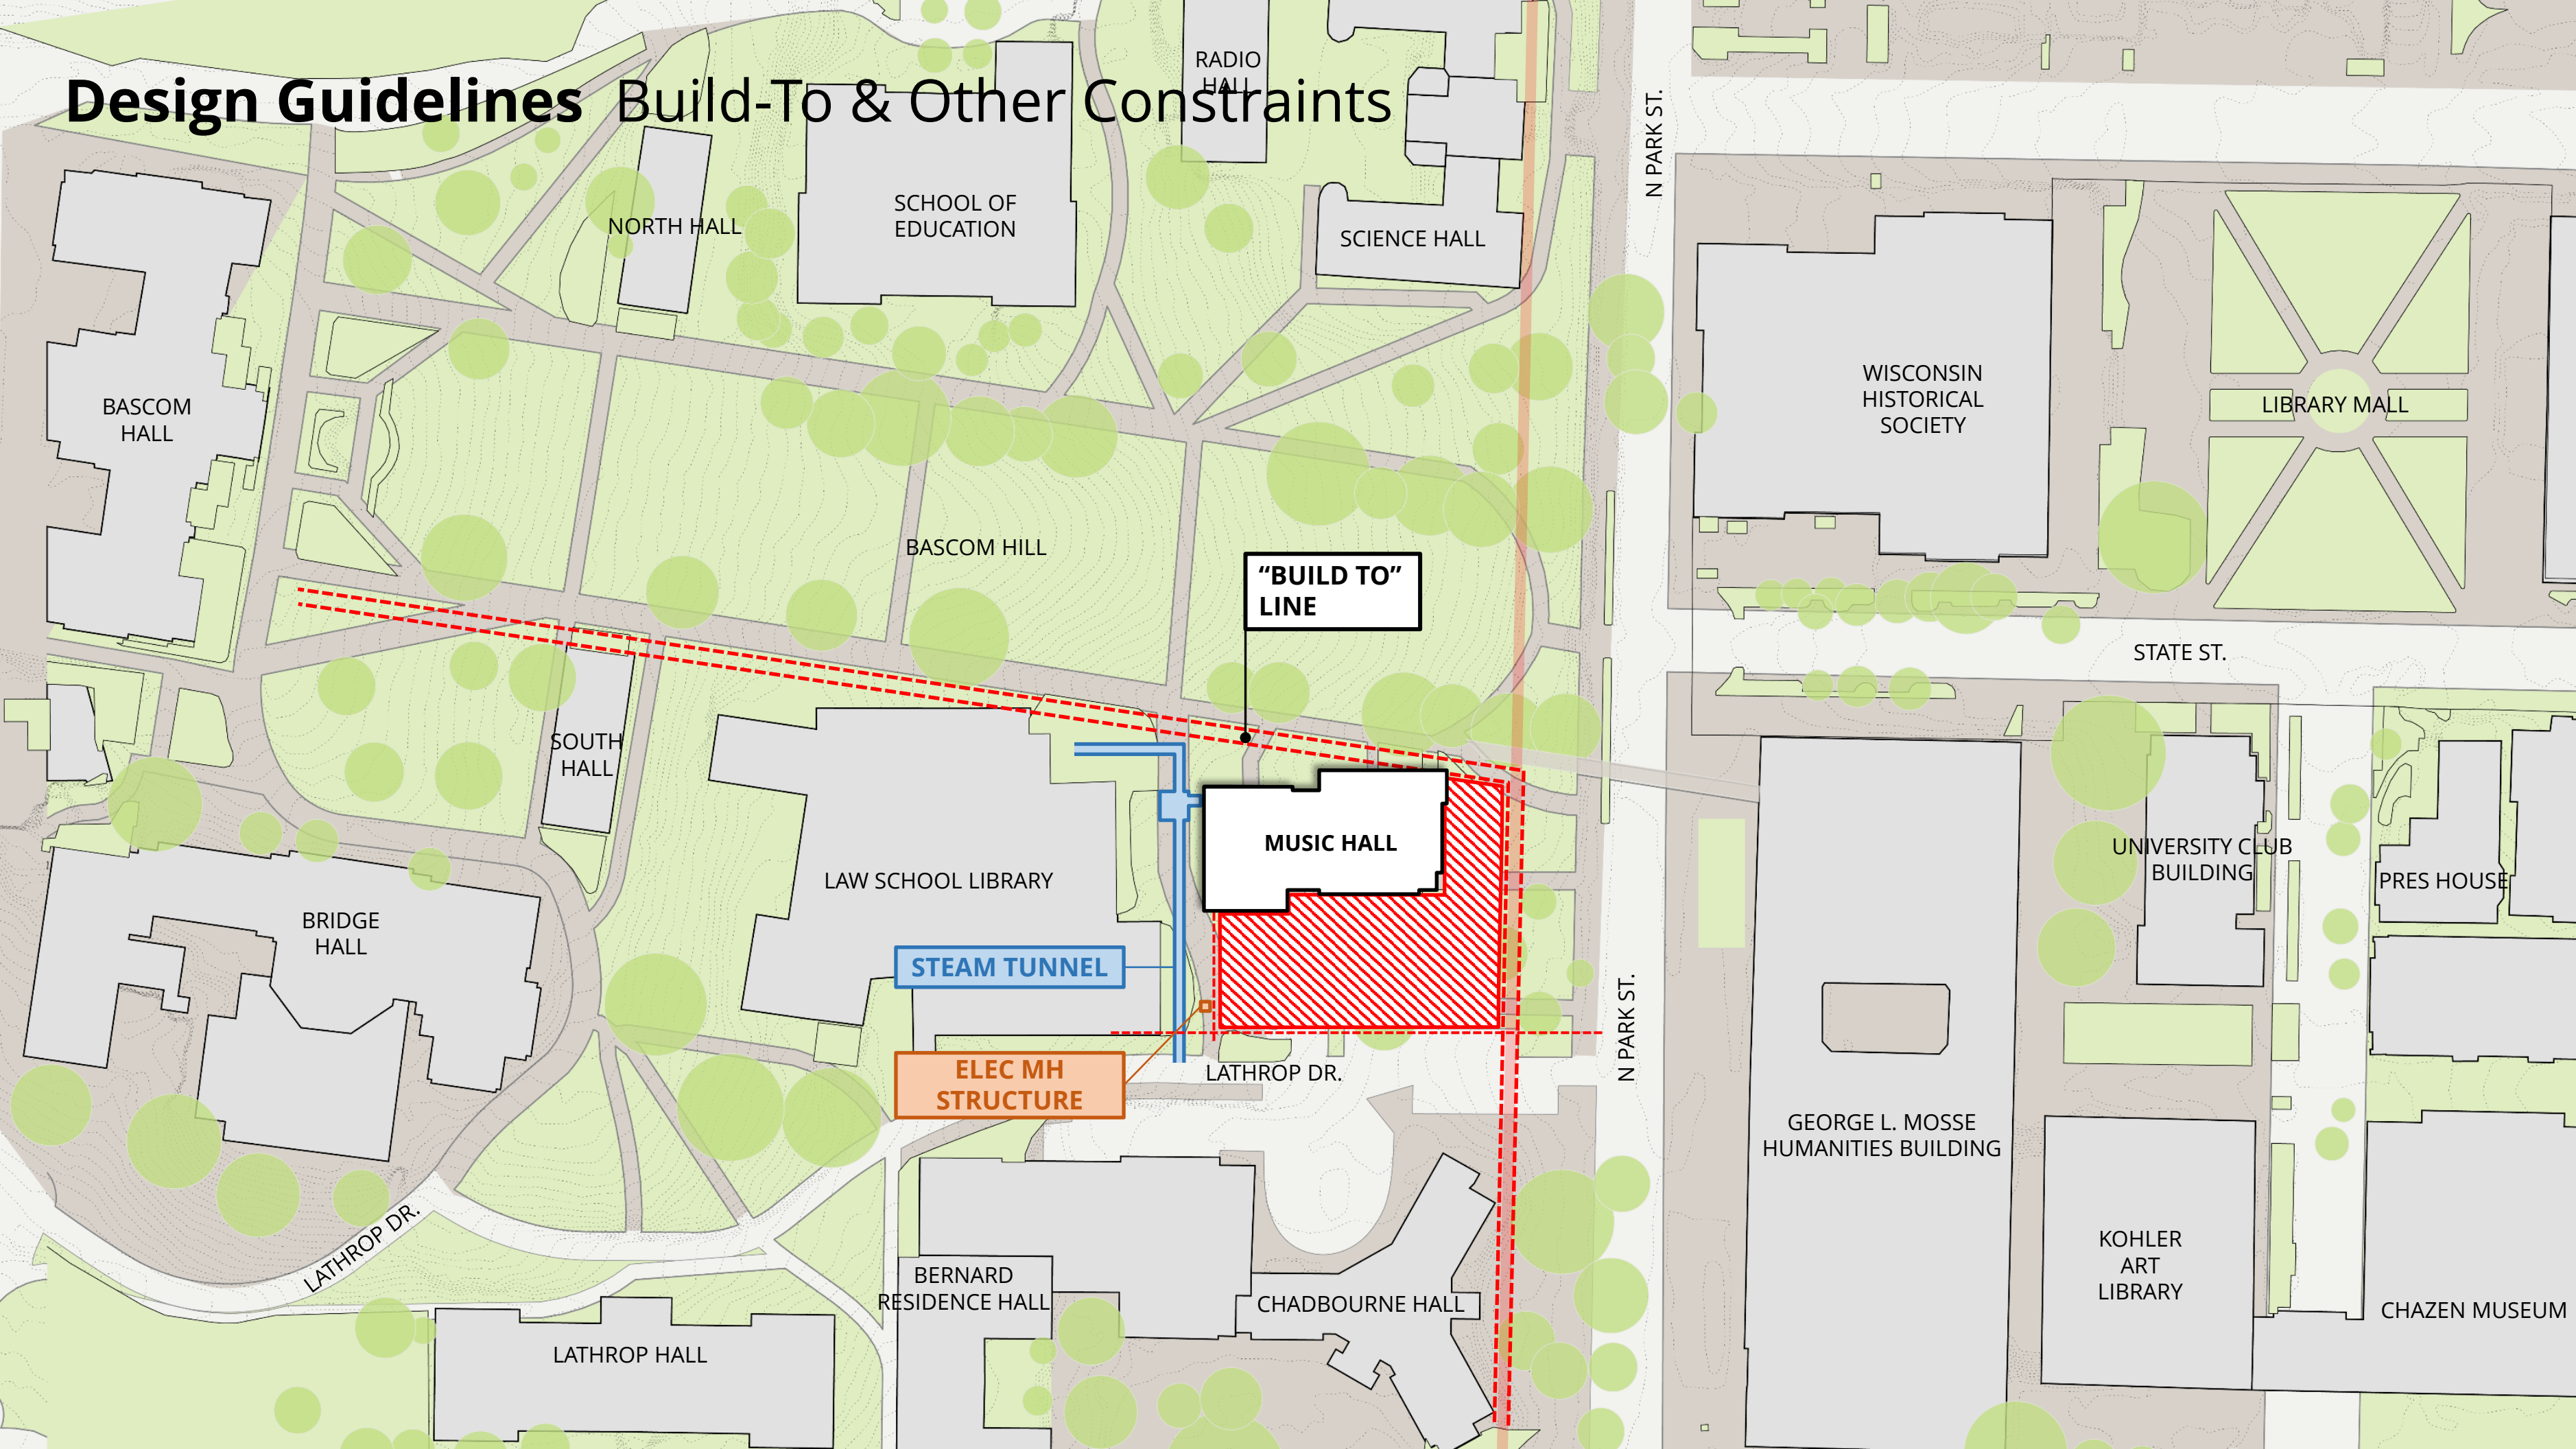 Design Guidelines Build-To & Other Constraints
RADIO
HALL
N PARK ST.
NORTH HALL
SCHOOL OF
EDUCATION
SCIENCE HALL
BASCOM
HALL
WISCONSIN
HISTORICAL
SOCIETY
LIBRARY MALL
BASCOM HILL
“BUILD TO”
LINE
STATE ST.
SOUTH
HALL
MUSIC HALL
LAW SCHOOL LIBRARY
UNIVERSITY CLUB
BUILDING
PRES HOUSE
BRIDGE
HALL
STEAM TUNNEL
N PARK ST.
ELEC MH
STRUCTURE
LATHROP DR.
GEORGE L. MOSSE
HUMANITIES BUILDING
LATHROP DR.
KOHLER
ART
LIBRARY
BERNARD
RESIDENCE HALL
CHADBOURNE HALL
CHAZEN MUSEUM
LATHROP HALL